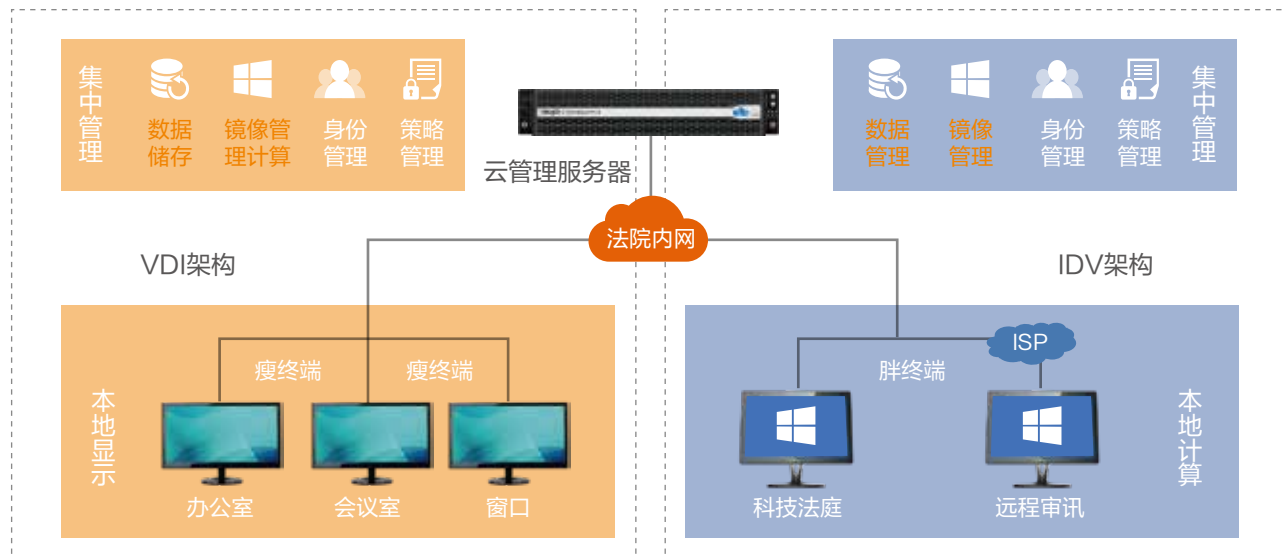 集中管理
数据
储存
镜像管
理计算
身份
管理
策略
管理
云管理服务器
数据
管理
镜像
管理
身份
管理
策略
管理
集中管理
法院内网
VDI架构
IDV架构
瘦终端
瘦终端
本地显示
办公室
会议室
窗口
ISP
胖终端
科技法庭
远程审讯
本地计算